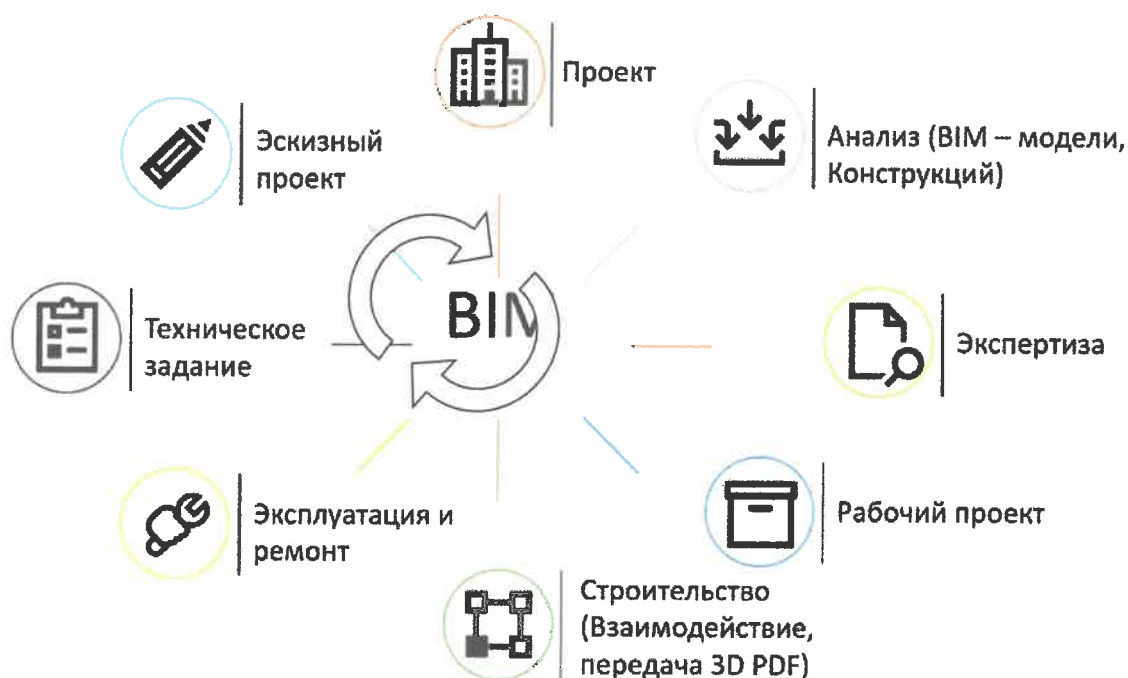 Проект
Эскизный
проект
Анализ (BIM – модели,
Конструкций)
BIM
Техническое
задание
Экспертиза
Эксплуатация и
ремонт
Рабочий проект
Строительство
(Взаимодействие,
передача 3D PDF)